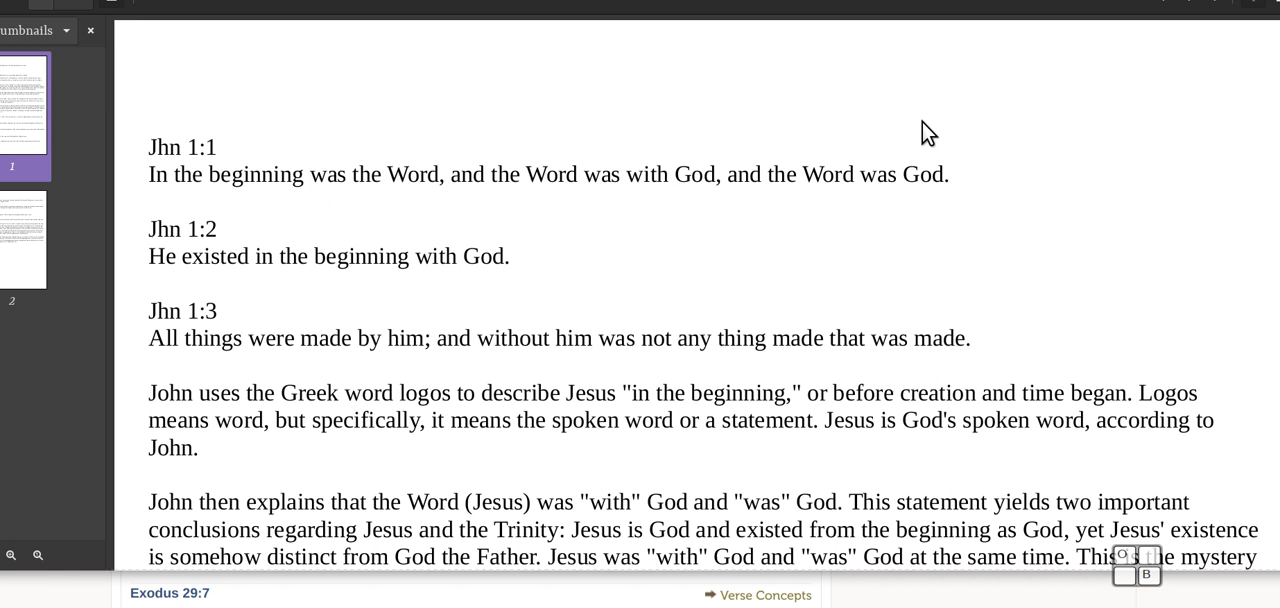 umbnails
1
2
Jhn 1:1
In the beginning was the Word, and the Word was with God, and the Word was God.
Jhn 1:2
He existed in the beginning with God.
Jhn 1:3
All things were made by him; and without him was not any thing made that was made.
John uses the Greek word logos to describe Jesus "in the beginning," or before creation and time began. Logos
means word, but specifically, it means the spoken word or a statement. Jesus is God's spoken word, according to
John.
John then explains that the Word (Jesus) was "with" God and "was" God. This statement yields two important
conclusions regarding Jesus and the Trinity: Jesus is God and existed from the beginning as God, yet Jesus' existence
is somehow distinct from God the Father. Jesus was "with" God and "was" God at the same time. This is the mystery
O
B
Exodus 29:7
Verse Concepts